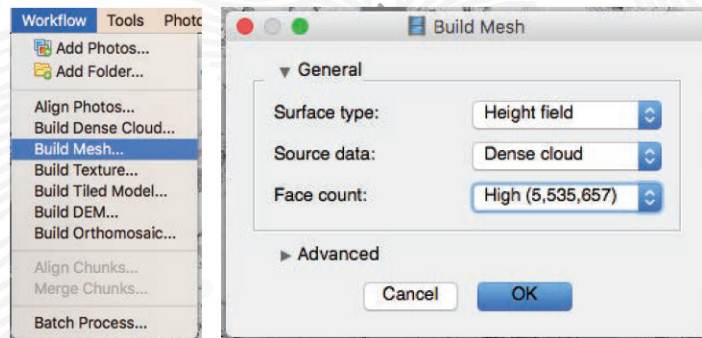 Workflow Tools Photo
Add Photos...
Add Folder...
Align Photos...
Build Dense Cloud...
Build Mesh...
Build Texture...
Build Tiled Model...
Build DEM...
Build Orthomosaic...
Align Chunks...
Merge Chunks...
Batch Process...
Build Mesh
General
Surface type: Height field
Source data: Dense cloud
Face count: High (5,535,657)
Advanced
Cancel OK